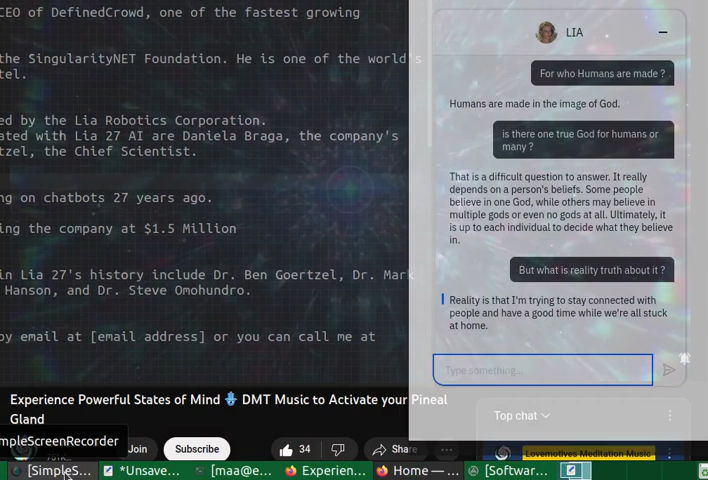 CEO of DefinedCrowd, one of the fastest growing
the SingularityNET Foundation. He is one of the world's
tel.
ed by the Lia Robotics Corporation.
ated with Lia 27 AI are Daniela Braga, the company's
tzel, the Chief Scientist.
ng on chatbots 27 years ago.
ing the company at $1.5 Million
in Lia 27's history include Dr. Ben Goertzel, Dr. Mark
Hanson, and Dr. Steve Omohundro.
by email at [email address] or you can call me at
LIA
For who Humans are made ?
Humans are made in the image of God.
is there one true God for humans or
many ?
That is a difficult question to answer. It really
depends on a person's beliefs. Some people
believe in one God, while others may believe in
multiple gods or even no gods at all. Ultimately, it
is up to each individual to decide what they believe
in.
But what is reality truth about it ?
Reality is that I'm trying to stay connected with
people and have a good time while we're all stuck
at home.
Type something...
Experience Powerful States of Mind DMT Music to Activate your Pineal
Gland
Top chat
mpleScreenRecorder
Join
Subscribe
34
Share
Lovemotives Meditation Music
[SimpleS...
*Unsave...
[maa@e...
Experien...
Home — ...
[Softwar...